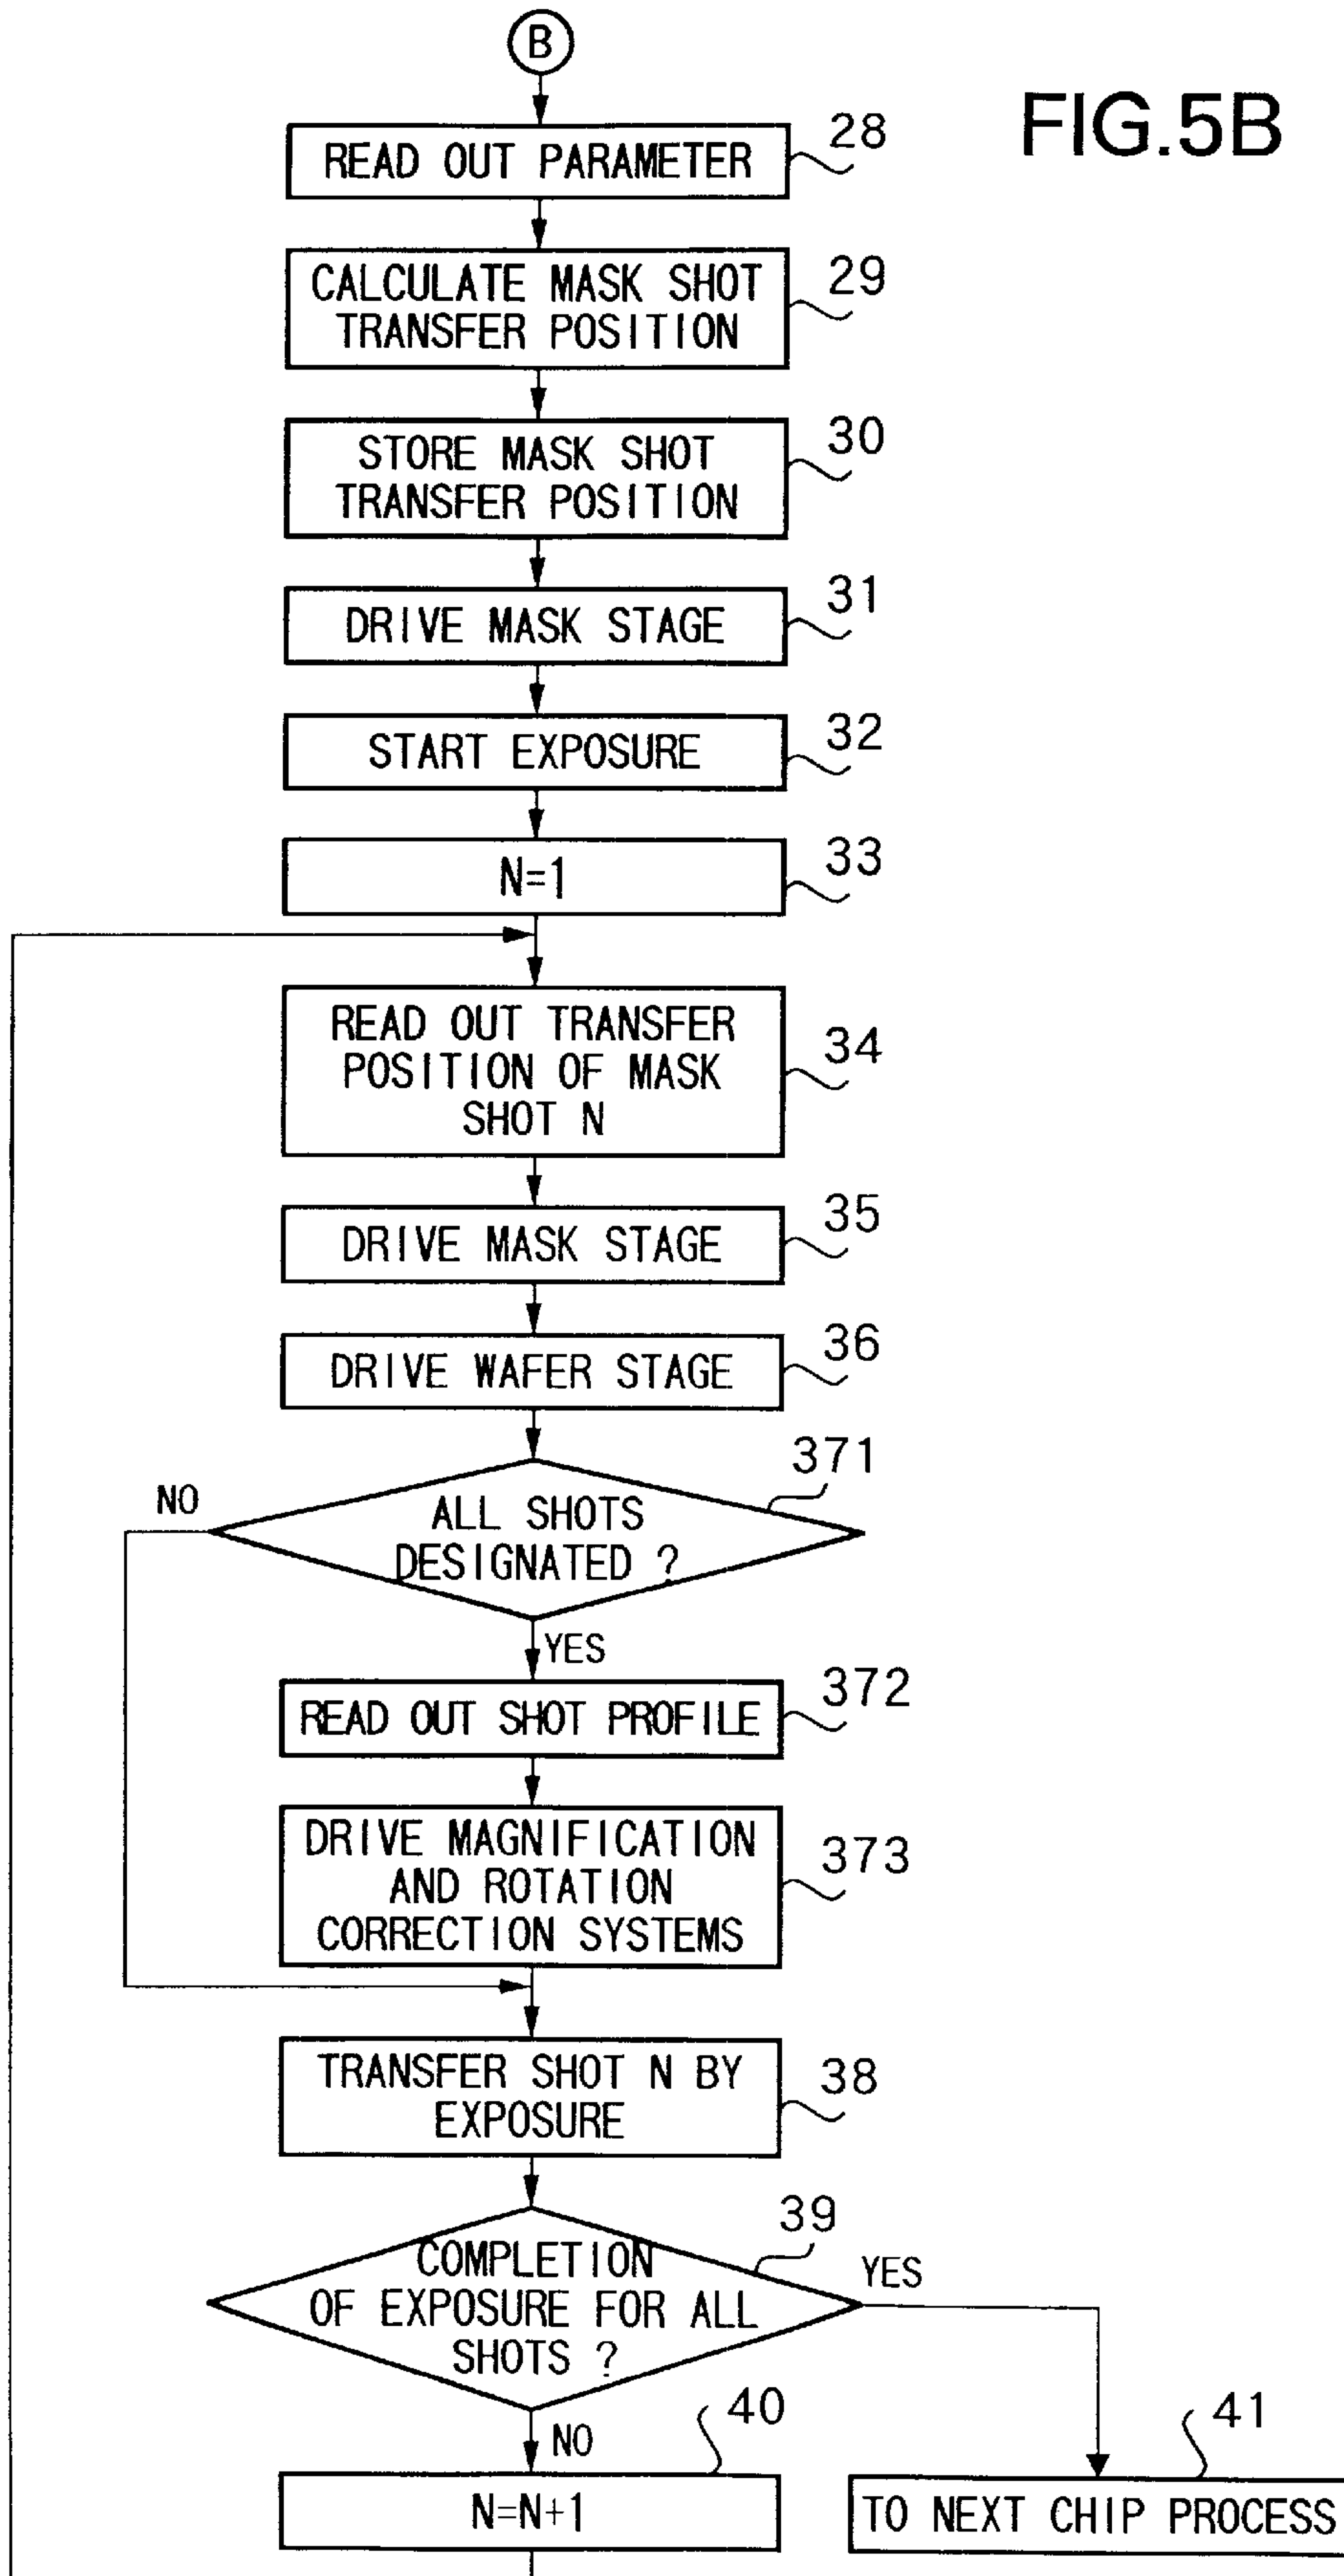 B
FIG.5B
READ OUT PARAMETER
28
CALCULATE MASK SHOT
TRANSFER POSITION
29
STORE MASK SHOT
TRANSFER POSITION
30
DRIVE MASK STAGE
31
START EXPOSURE
32
N=1
33
READ OUT TRANSFER
POSITION OF MASK
SHOT N
34
DRIVE MASK STAGE
35
DRIVE WAFER STAGE
36
371
NO
ALL SHOTS
DESIGNATED ?
YES
READ OUT SHOT PROFILE
372
DRIVE MAGNIFICATION
AND ROTATION
CORRECTION SYSTEMS
373
TRANSFER SHOT N BY
EXPOSURE
38
39
COMPLETION
OF EXPOSURE FOR ALL
SHOTS ?
YES
NO
40
N=N+1
41
TO NEXT CHIP PROCESS